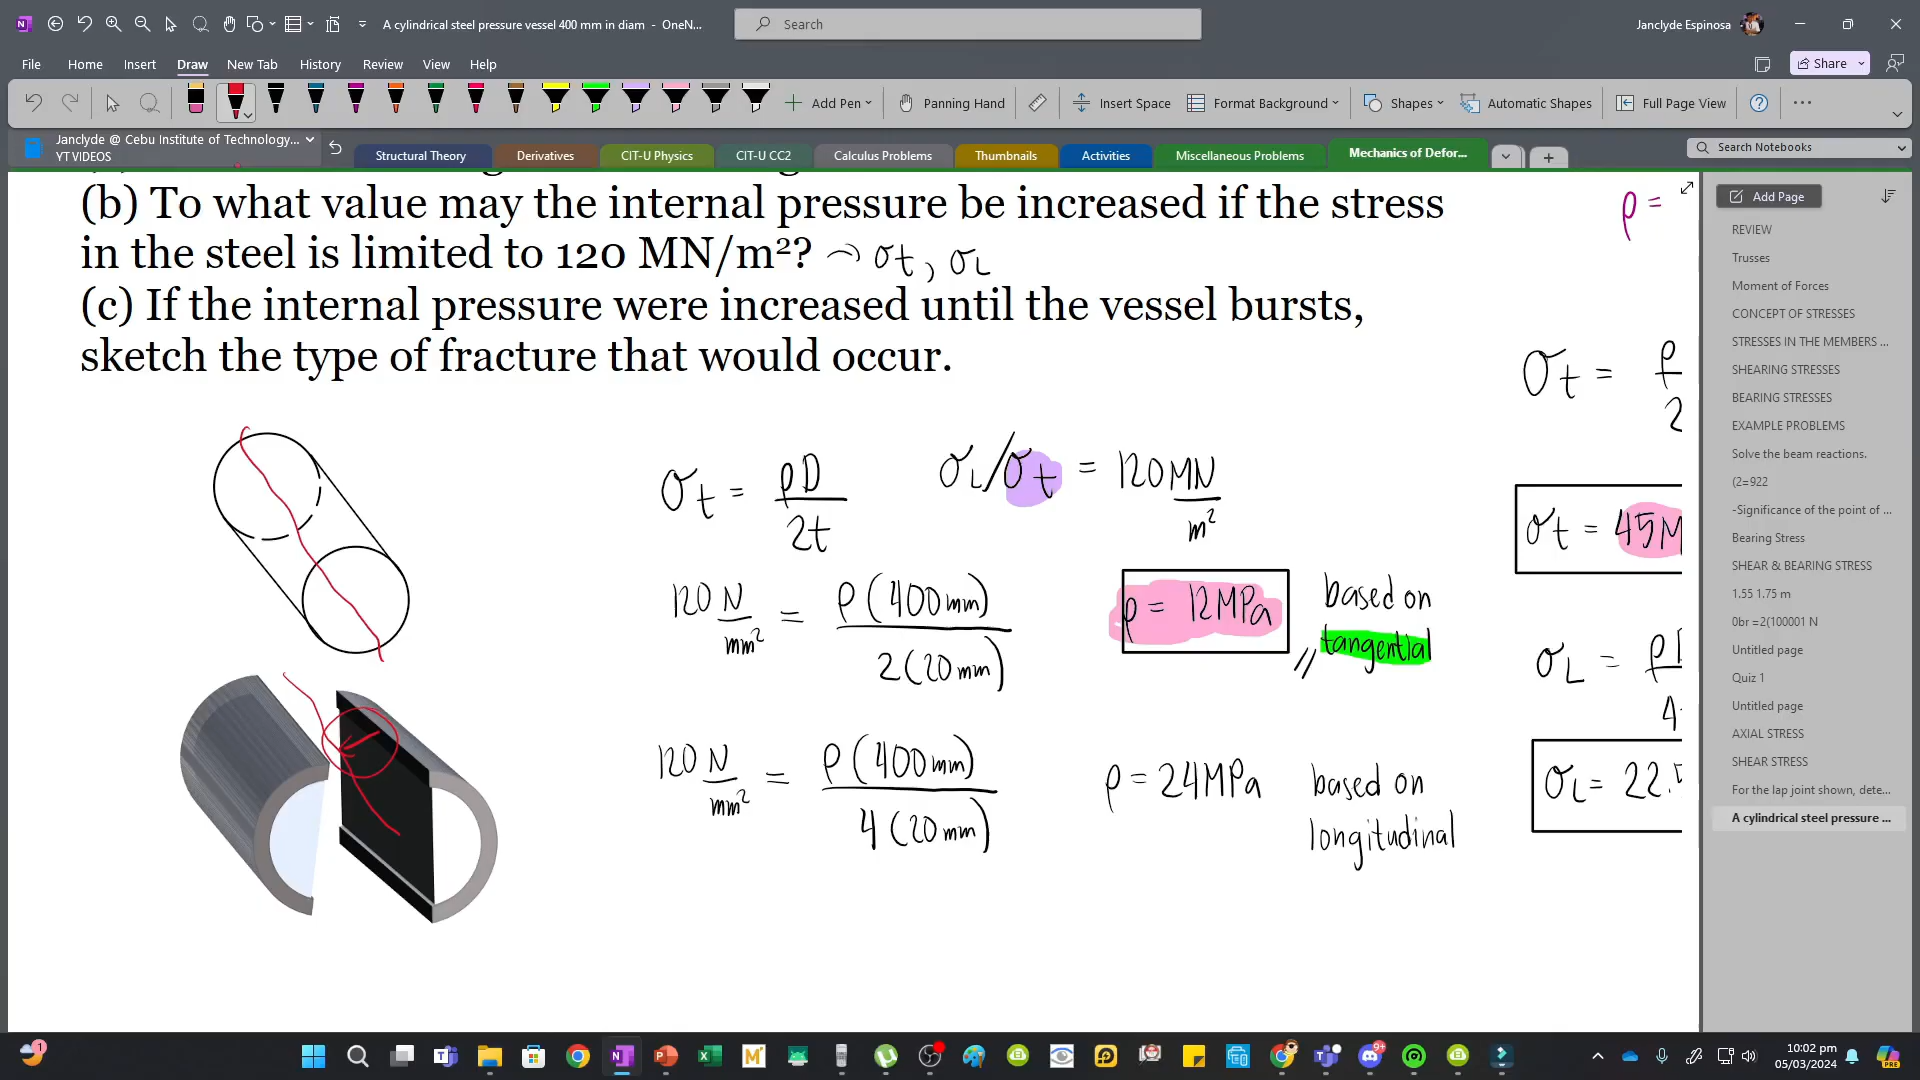 A cylindrical steel pressure vessel 400 mm in diam - OneN...
Search
Janclyde Espinosa
File Home Insert Draw New Tab History Review View Help
Share
Add Pen
Panning Hand
Insert Space
Format Background
Shapes
Automatic Shapes
Full Page View
Janclyde @ Cebu Institute of Technology...
YT VIDEOS
Structural Theory
Derivatives
CIT-U Physics
CIT-U CC2
Calculus Problems
Thumbnails
Activities
Miscellaneous Problems
Mechanics of Defor...
Search Notebooks
(b) To what value may the internal pressure be increased if the stress
in the steel is limited to 120 MN/m²? → σt, σL
(c) If the internal pressure were increased until the vessel bursts,
sketch the type of fracture that would occur.
σt = ρD / 2t
σL/σt = 120 MN / m²
120 N / mm² = ρ(400mm) / 2(20mm)
ρ = 12MPa
based on
tangential
120 N / mm² = ρ(400mm) / 4(20mm)
ρ = 24MPa
based on
longitudinal
ρ =
σt = ρ
2
σt = 45M
σL = ρ
4
σL = 22.5
Add Page
REVIEW
Trusses
Moment of Forces
CONCEPT OF STRESSES
STRESSES IN THE MEMBERS ...
SHEARING STRESSES
BEARING STRESSES
EXAMPLE PROBLEMS
Solve the beam reactions.
(2=922
-Significance of the point of ...
Bearing Stress
SHEAR & BEARING STRESS
1.55 1.75 m
0br =2(100001 N
Untitled page
Quiz 1
Untitled page
AXIAL STRESS
SHEAR STRESS
For the lap joint shown, dete...
A cylindrical steel pressure ...
1
9+
10:02 pm
05/03/2024